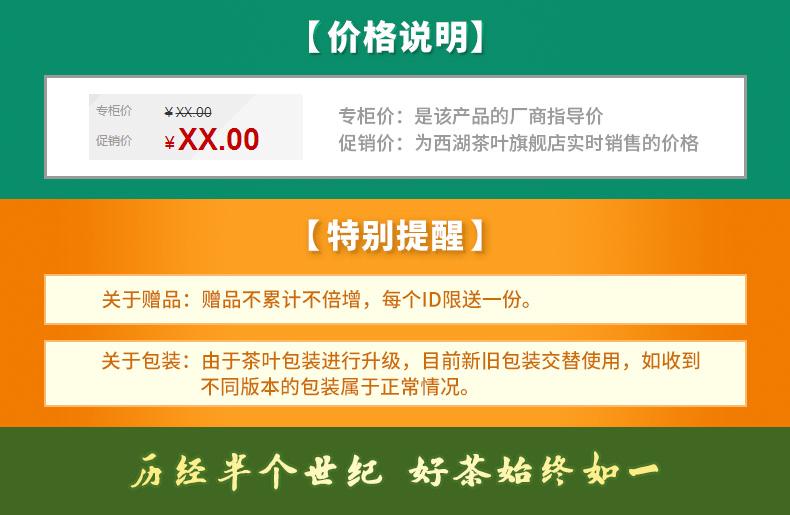 【价格说明】
专柜价 ¥XX.00
促销价 ¥XX.00
专柜价：是该产品的厂商指导价
促销价：为西湖茶叶旗舰店实时销售的价格
【特别提醒】
关于赠品：赠品不累计不倍增，每个ID限送一份。
关于包装：由于茶叶包装进行升级，目前新旧包装交替使用，如收到
不同版本的包装属于正常情况。
历经半个世纪 好茶始终如一